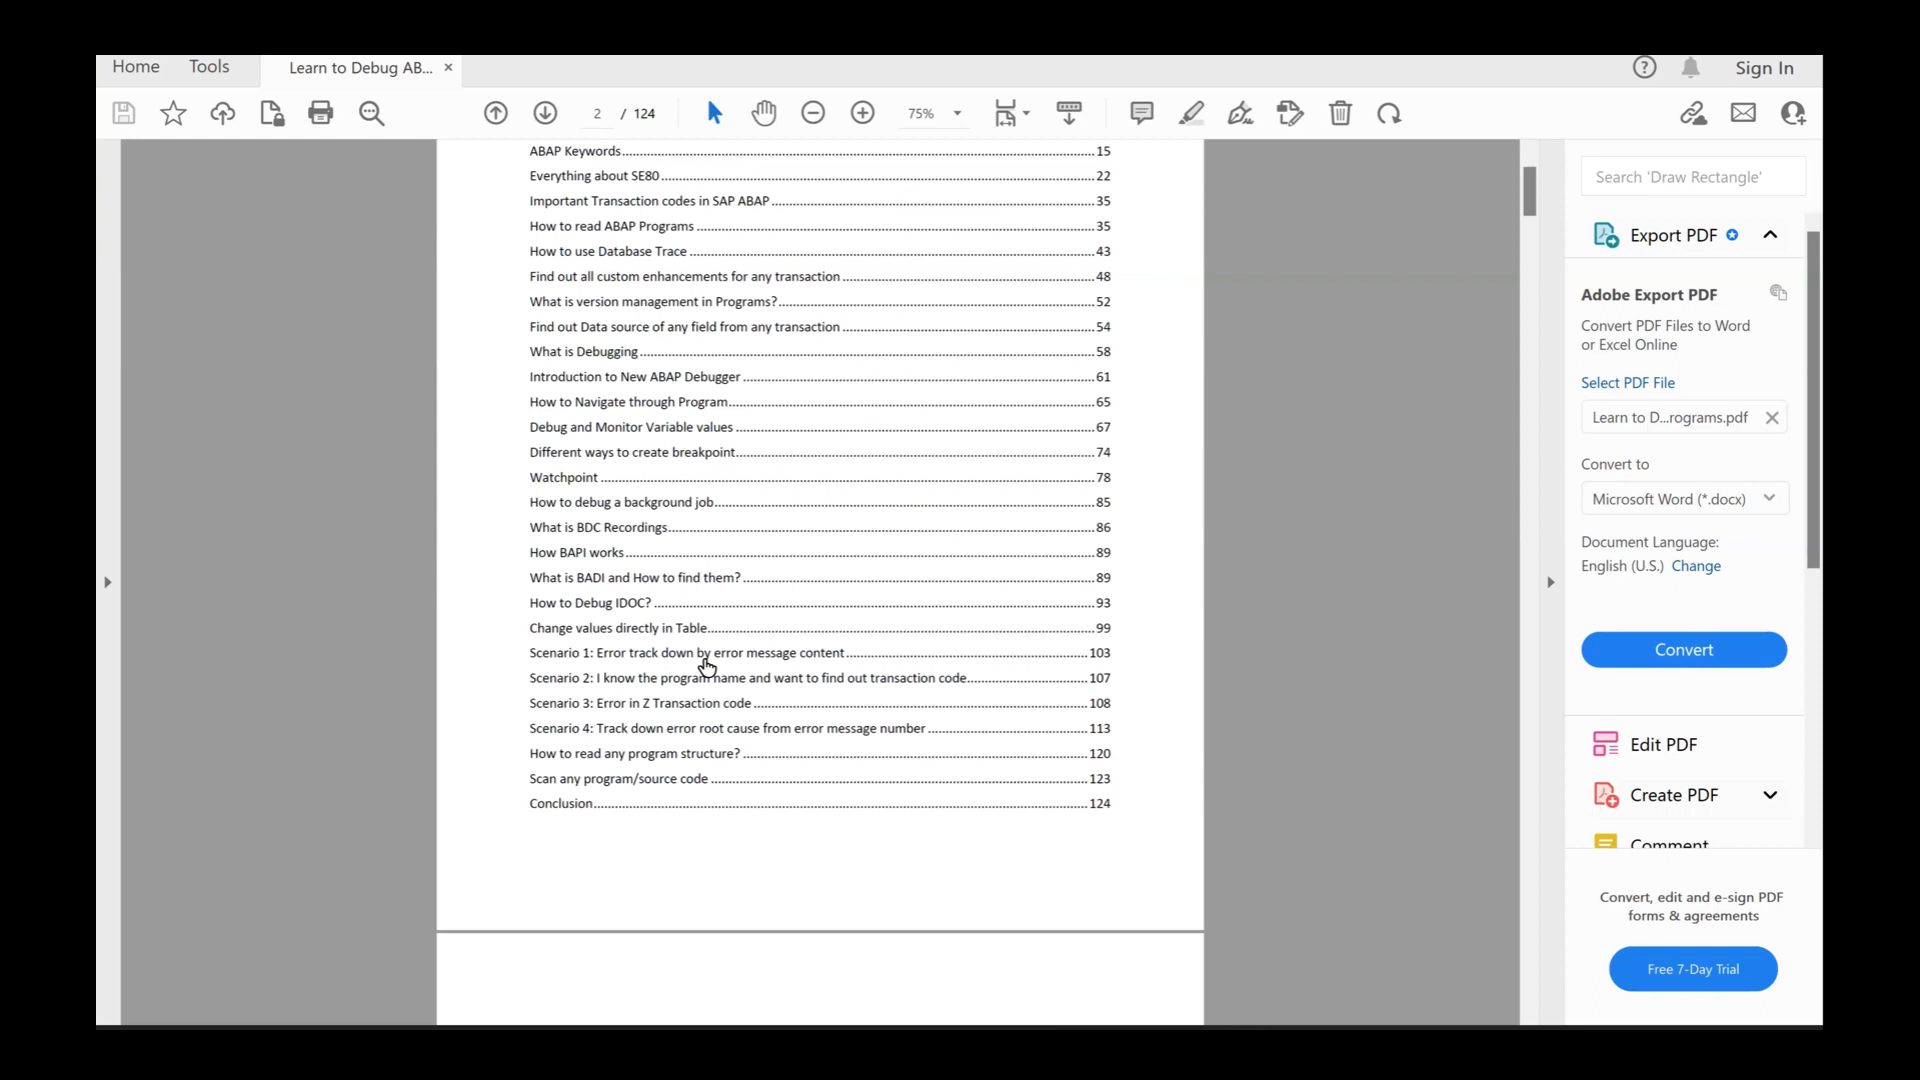 Home Tools Learn to Debug AB... × Sign In
2 / 124 75%
ABAP Keywords 15
Everything about SE80 22
Important Transaction codes in SAP ABAP 35
How to read ABAP Programs 35
How to use Database Trace 43
Find out all custom enhancements for any transaction 48
What is version management in Programs? 52
Find out Data source of any field from any transaction 54
What is Debugging 58
Introduction to New ABAP Debugger 61
How to Navigate through Program 65
Debug and Monitor Variable values 67
Different ways to create breakpoint 74
Watchpoint 78
How to debug a background job 85
What is BDC Recordings 86
How BAPI works 89
What is BADI and How to find them? 89
How to Debug IDOC? 93
Change values directly in Table 99
Scenario 1: Error track down by error message content 103
Scenario 2: I know the program name and want to find out transaction code 107
Scenario 3: Error in Z Transaction code 108
Scenario 4: Track down error root cause from error message number 113
How to read any program structure? 120
Scan any program/source code 123
Conclusion 124
Search 'Draw Rectangle'
Export PDF
Adobe Export PDF
Convert PDF Files to Word
or Excel Online
Select PDF File
Learn to D...rograms.pdf
Convert to
Microsoft Word (*.docx)
Document Language:
English (U.S.) Change
Convert
Edit PDF
Create PDF
Comment
Convert, edit and e-sign PDF
forms & agreements
Free 7-Day Trial